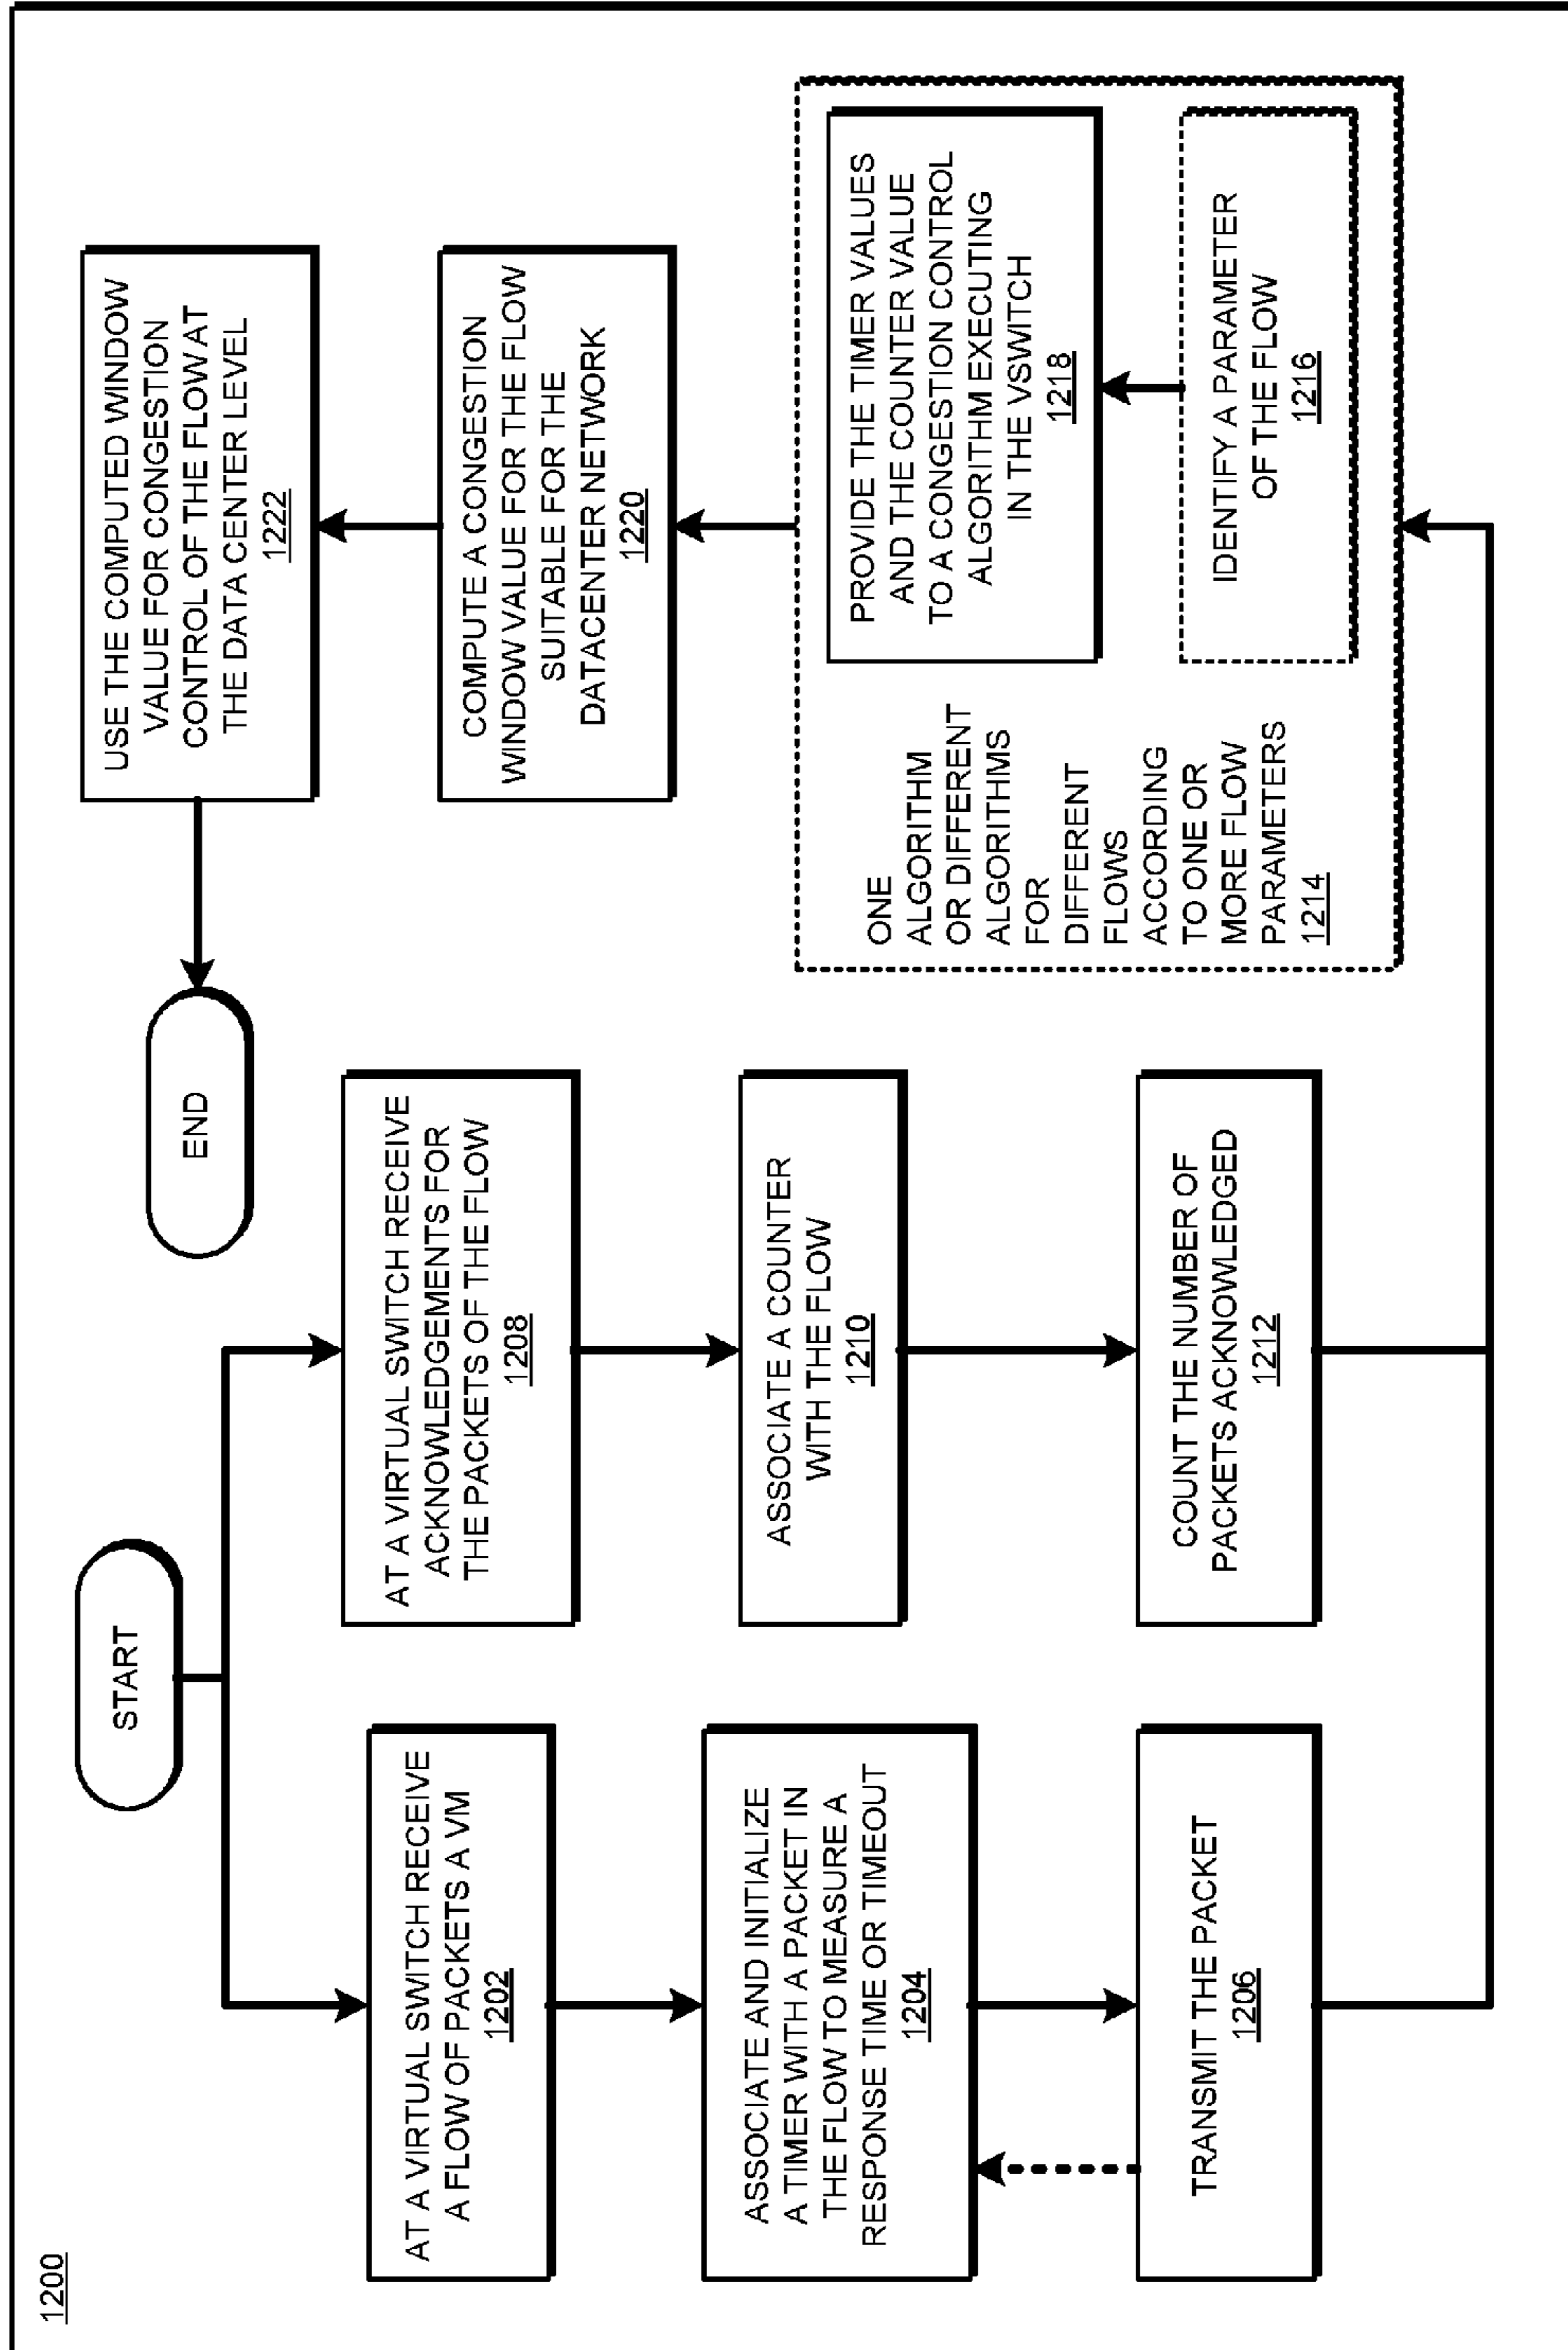 1200
START
AT A VIRTUAL SWITCH RECEIVE
A FLOW OF PACKETS A VM
1202
ASSOCIATE AND INITIALIZE
A TIMER WITH A PACKET IN
THE FLOW TO MEASURE A
RESPONSE TIME OR TIMEOUT
1204
TRANSMIT THE PACKET
1206
AT A VIRTUAL SWITCH RECEIVE
ACKNOWLEDGEMENTS FOR
THE PACKETS OF THE FLOW
1208
ASSOCIATE A COUNTER
WITH THE FLOW
1210
COUNT THE NUMBER OF
PACKETS ACKNOWLEDGED
1212
ONE
ALGORITHM
OR DIFFERENT
ALGORITHMS
FOR
DIFFERENT
FLOWS
ACCORDING
TO ONE OR
MORE FLOW
PARAMETERS
1214
IDENTIFY A PARAMETER
OF THE FLOW
1216
PROVIDE THE TIMER VALUES
AND THE COUNTER VALUE
TO A CONGESTION CONTROL
ALGORITHM EXECUTING
IN THE VSWITCH
1218
COMPUTE A CONGESTION
WINDOW VALUE FOR THE FLOW
SUITABLE FOR THE
DATACENTER NETWORK
1220
USE THE COMPUTED WINDOW
VALUE FOR CONGESTION
CONTROL OF THE FLOW AT
THE DATA CENTER LEVEL
1222
END